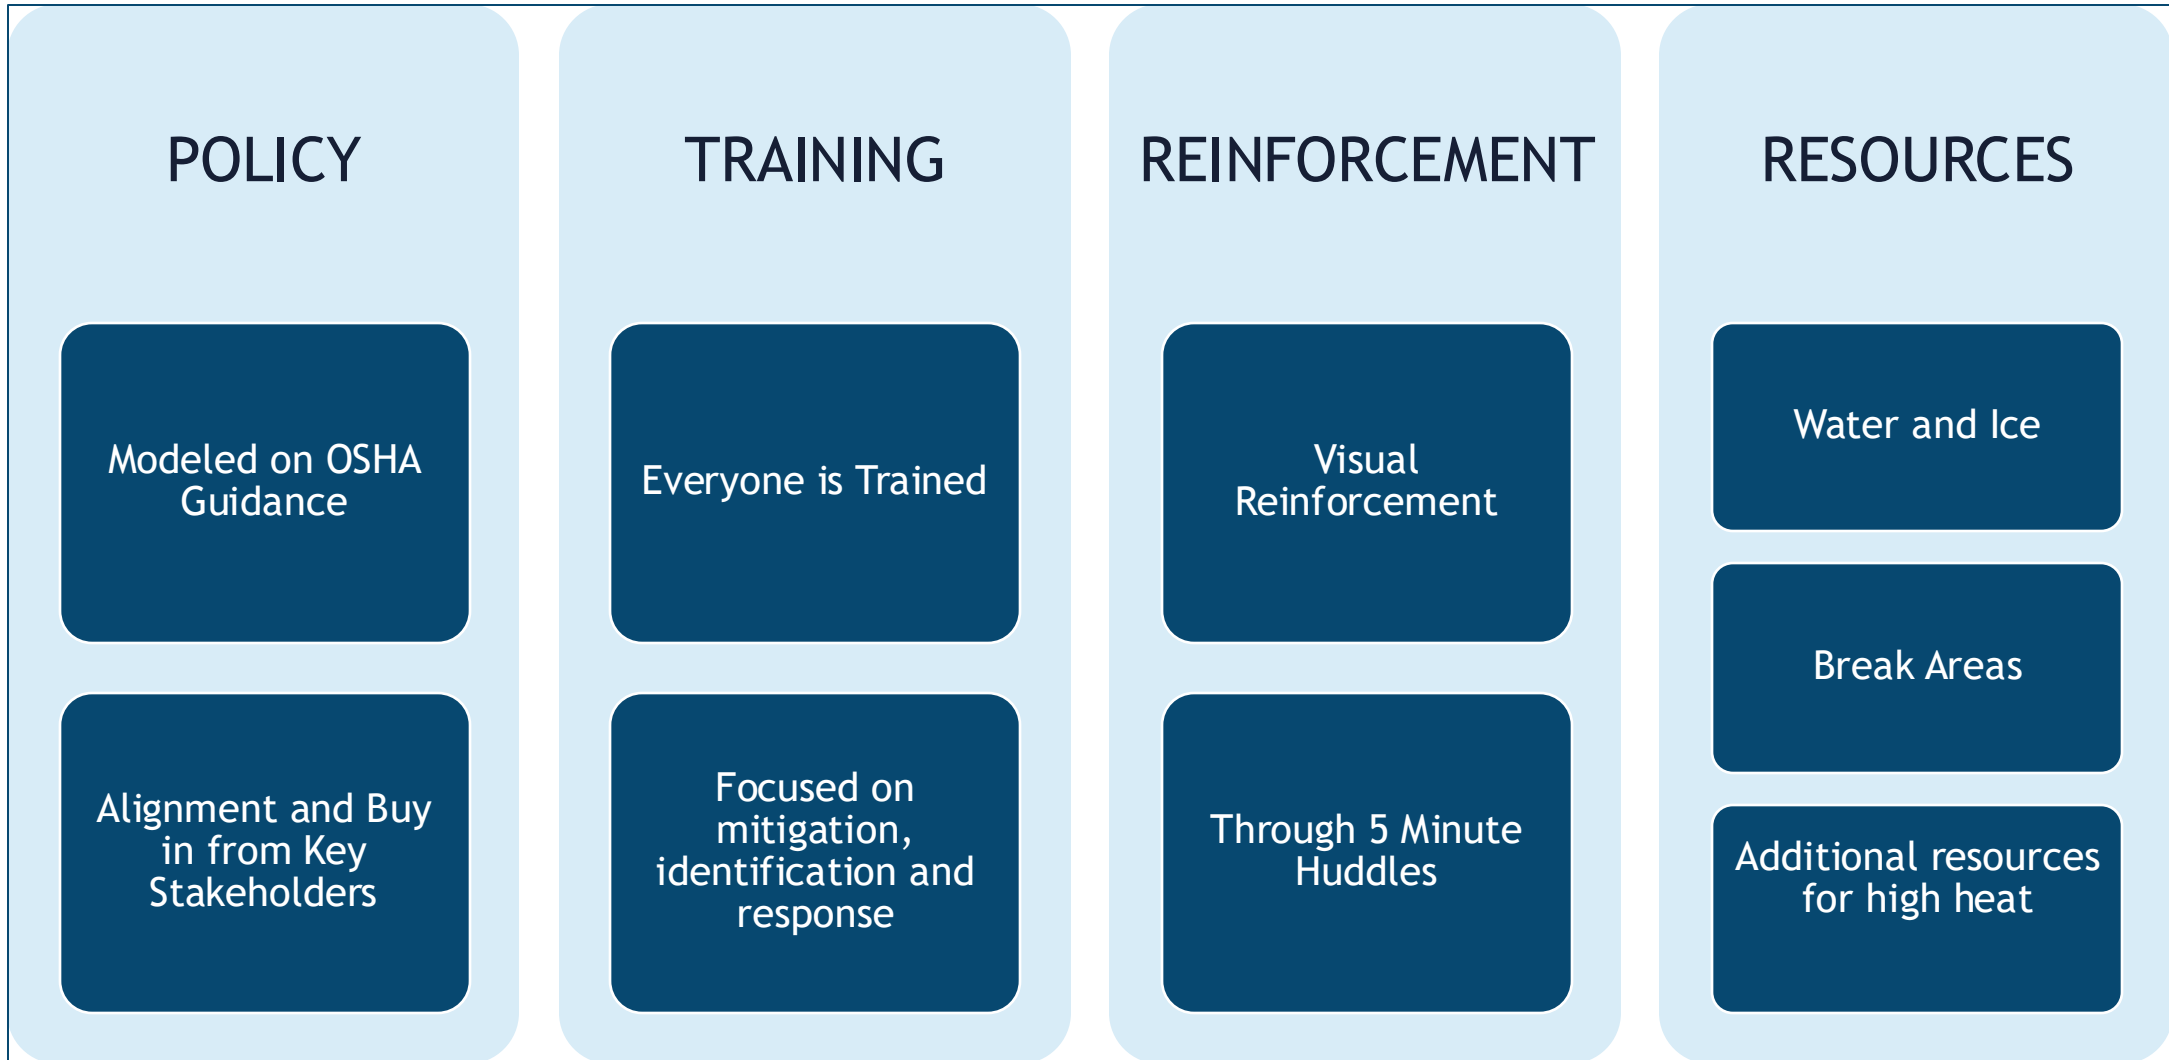 POLICY
Modeled on OSHA
Guidance
Alignment and Buy
in from Key
Stakeholders
TRAINING
Everyone is Trained
Focused on
mitigation,
identification and
response
REINFORCEMENT
Visual
Reinforcement
Through 5 Minute
Huddles
RESOURCES
Water and Ice
Break Areas
Additional resources
for high heat